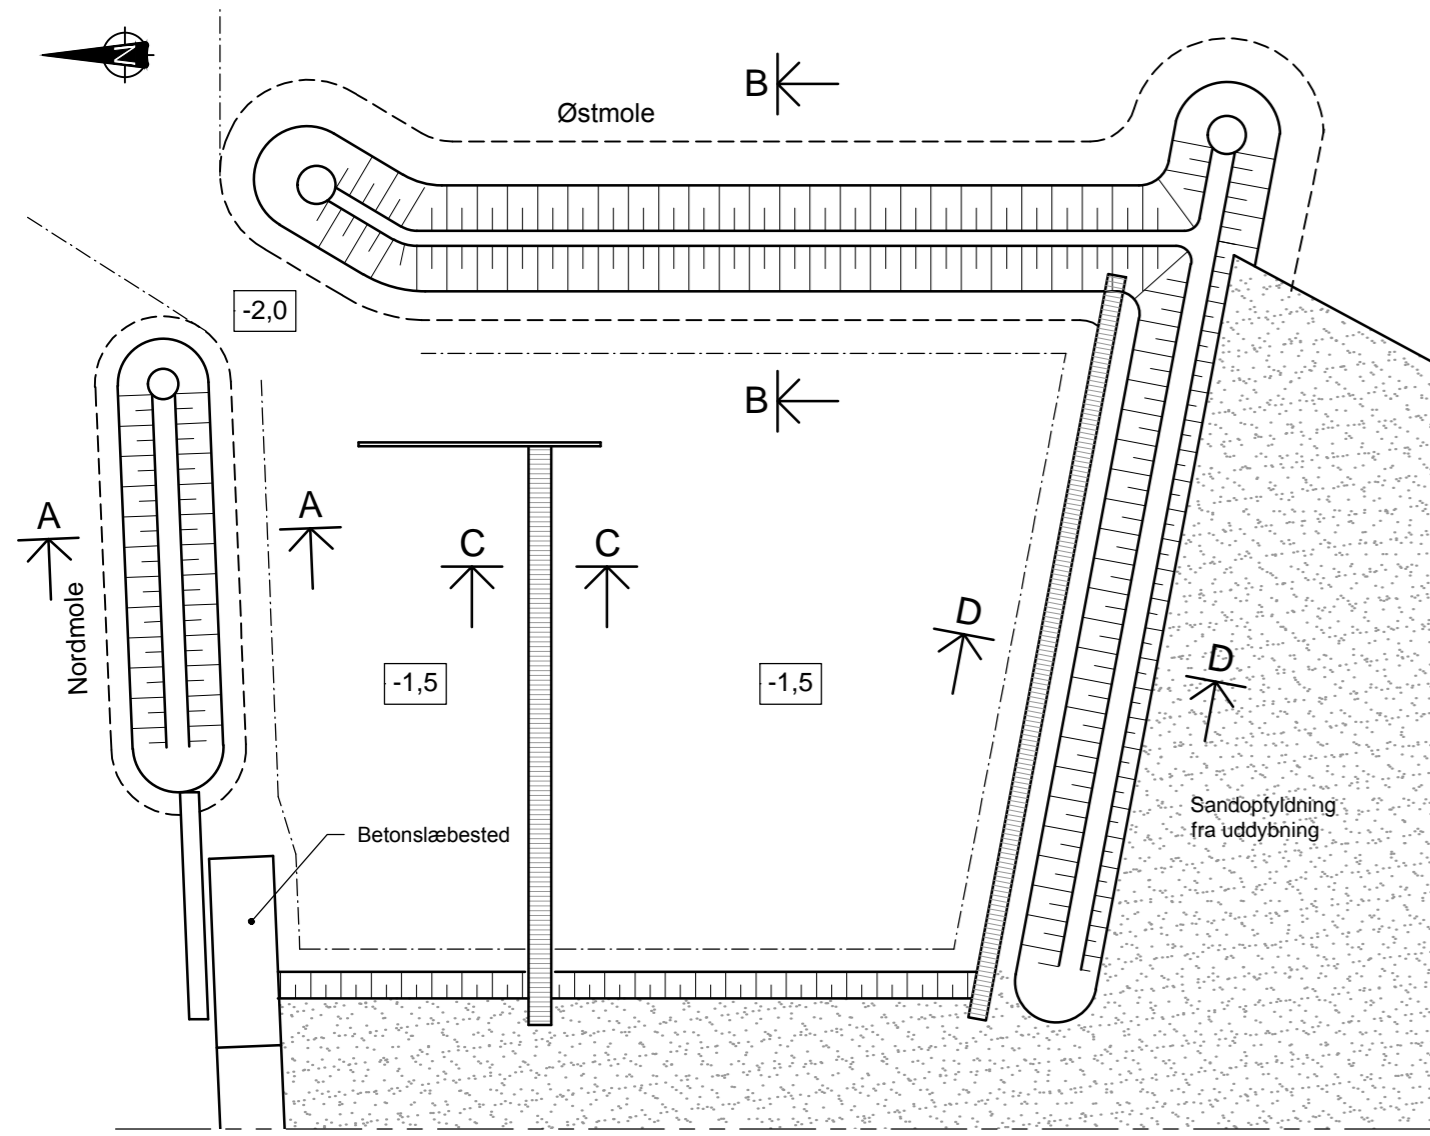 N
B
Østmole
-2,0
B
A
A
C
C
Nordmole
D
D
-1,5
-1,5
Sandopfyldning
fra uddybning
Betonslæbested